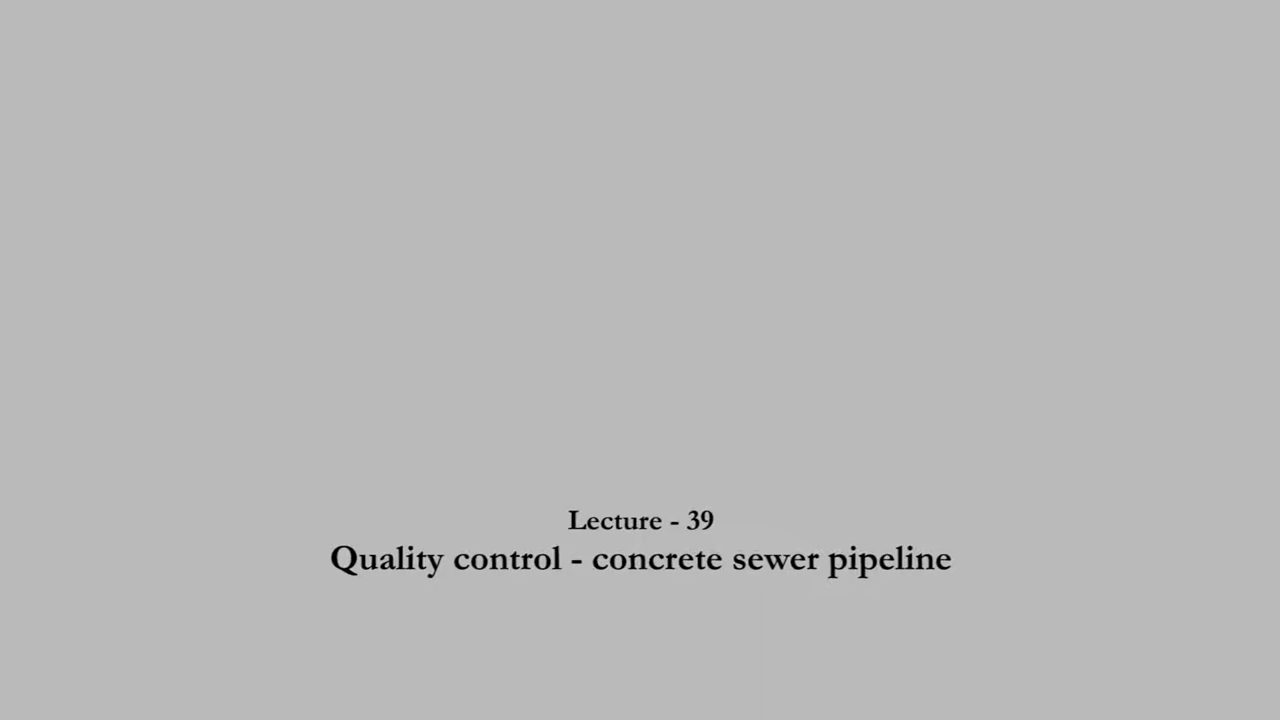 Lecture - 39
Quality control - concrete sewer pipeline